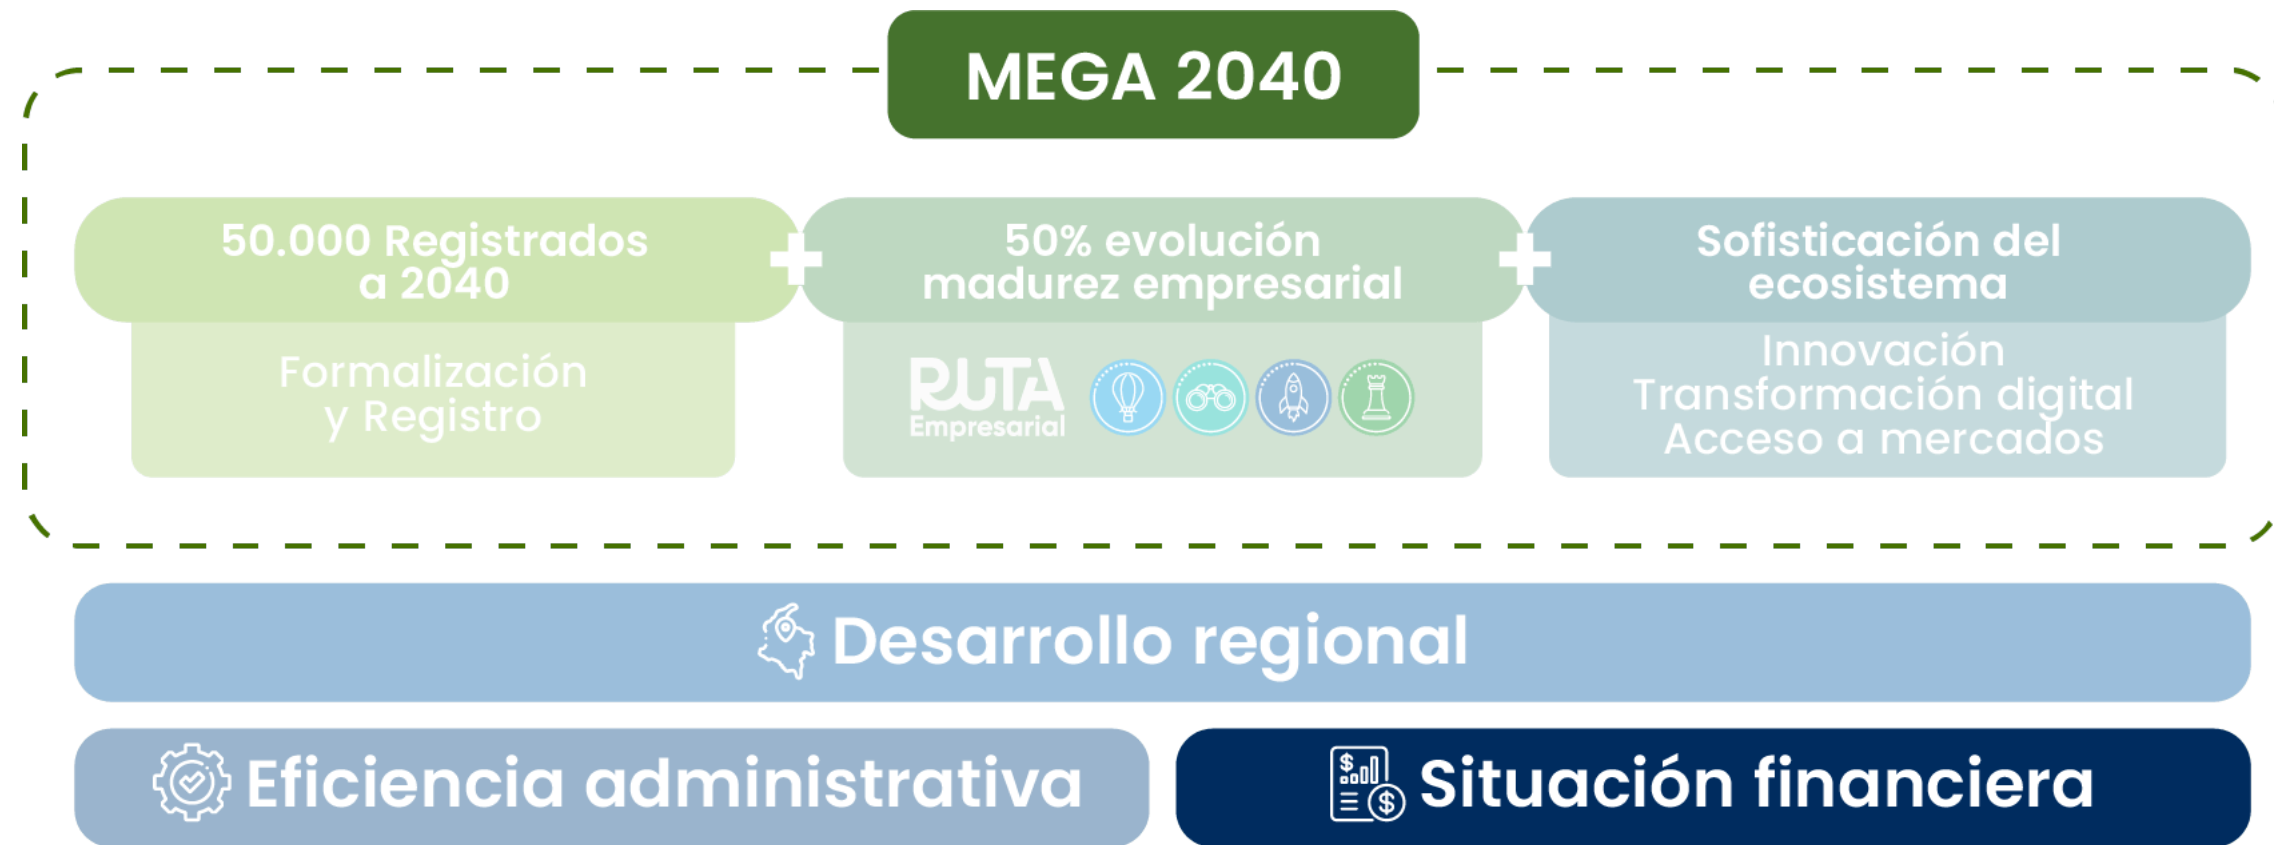 MEGA 2040
50.000 Registrados
a 2040
Formalización
y Registro
50% evolución
madurez empresarial
RUTA
Empresarial
Sofisticación del
ecosistema
Innovación
Transformación digital
Acceso a mercados
Desarrollo regional
Eficiencia administrativa
Situación financiera